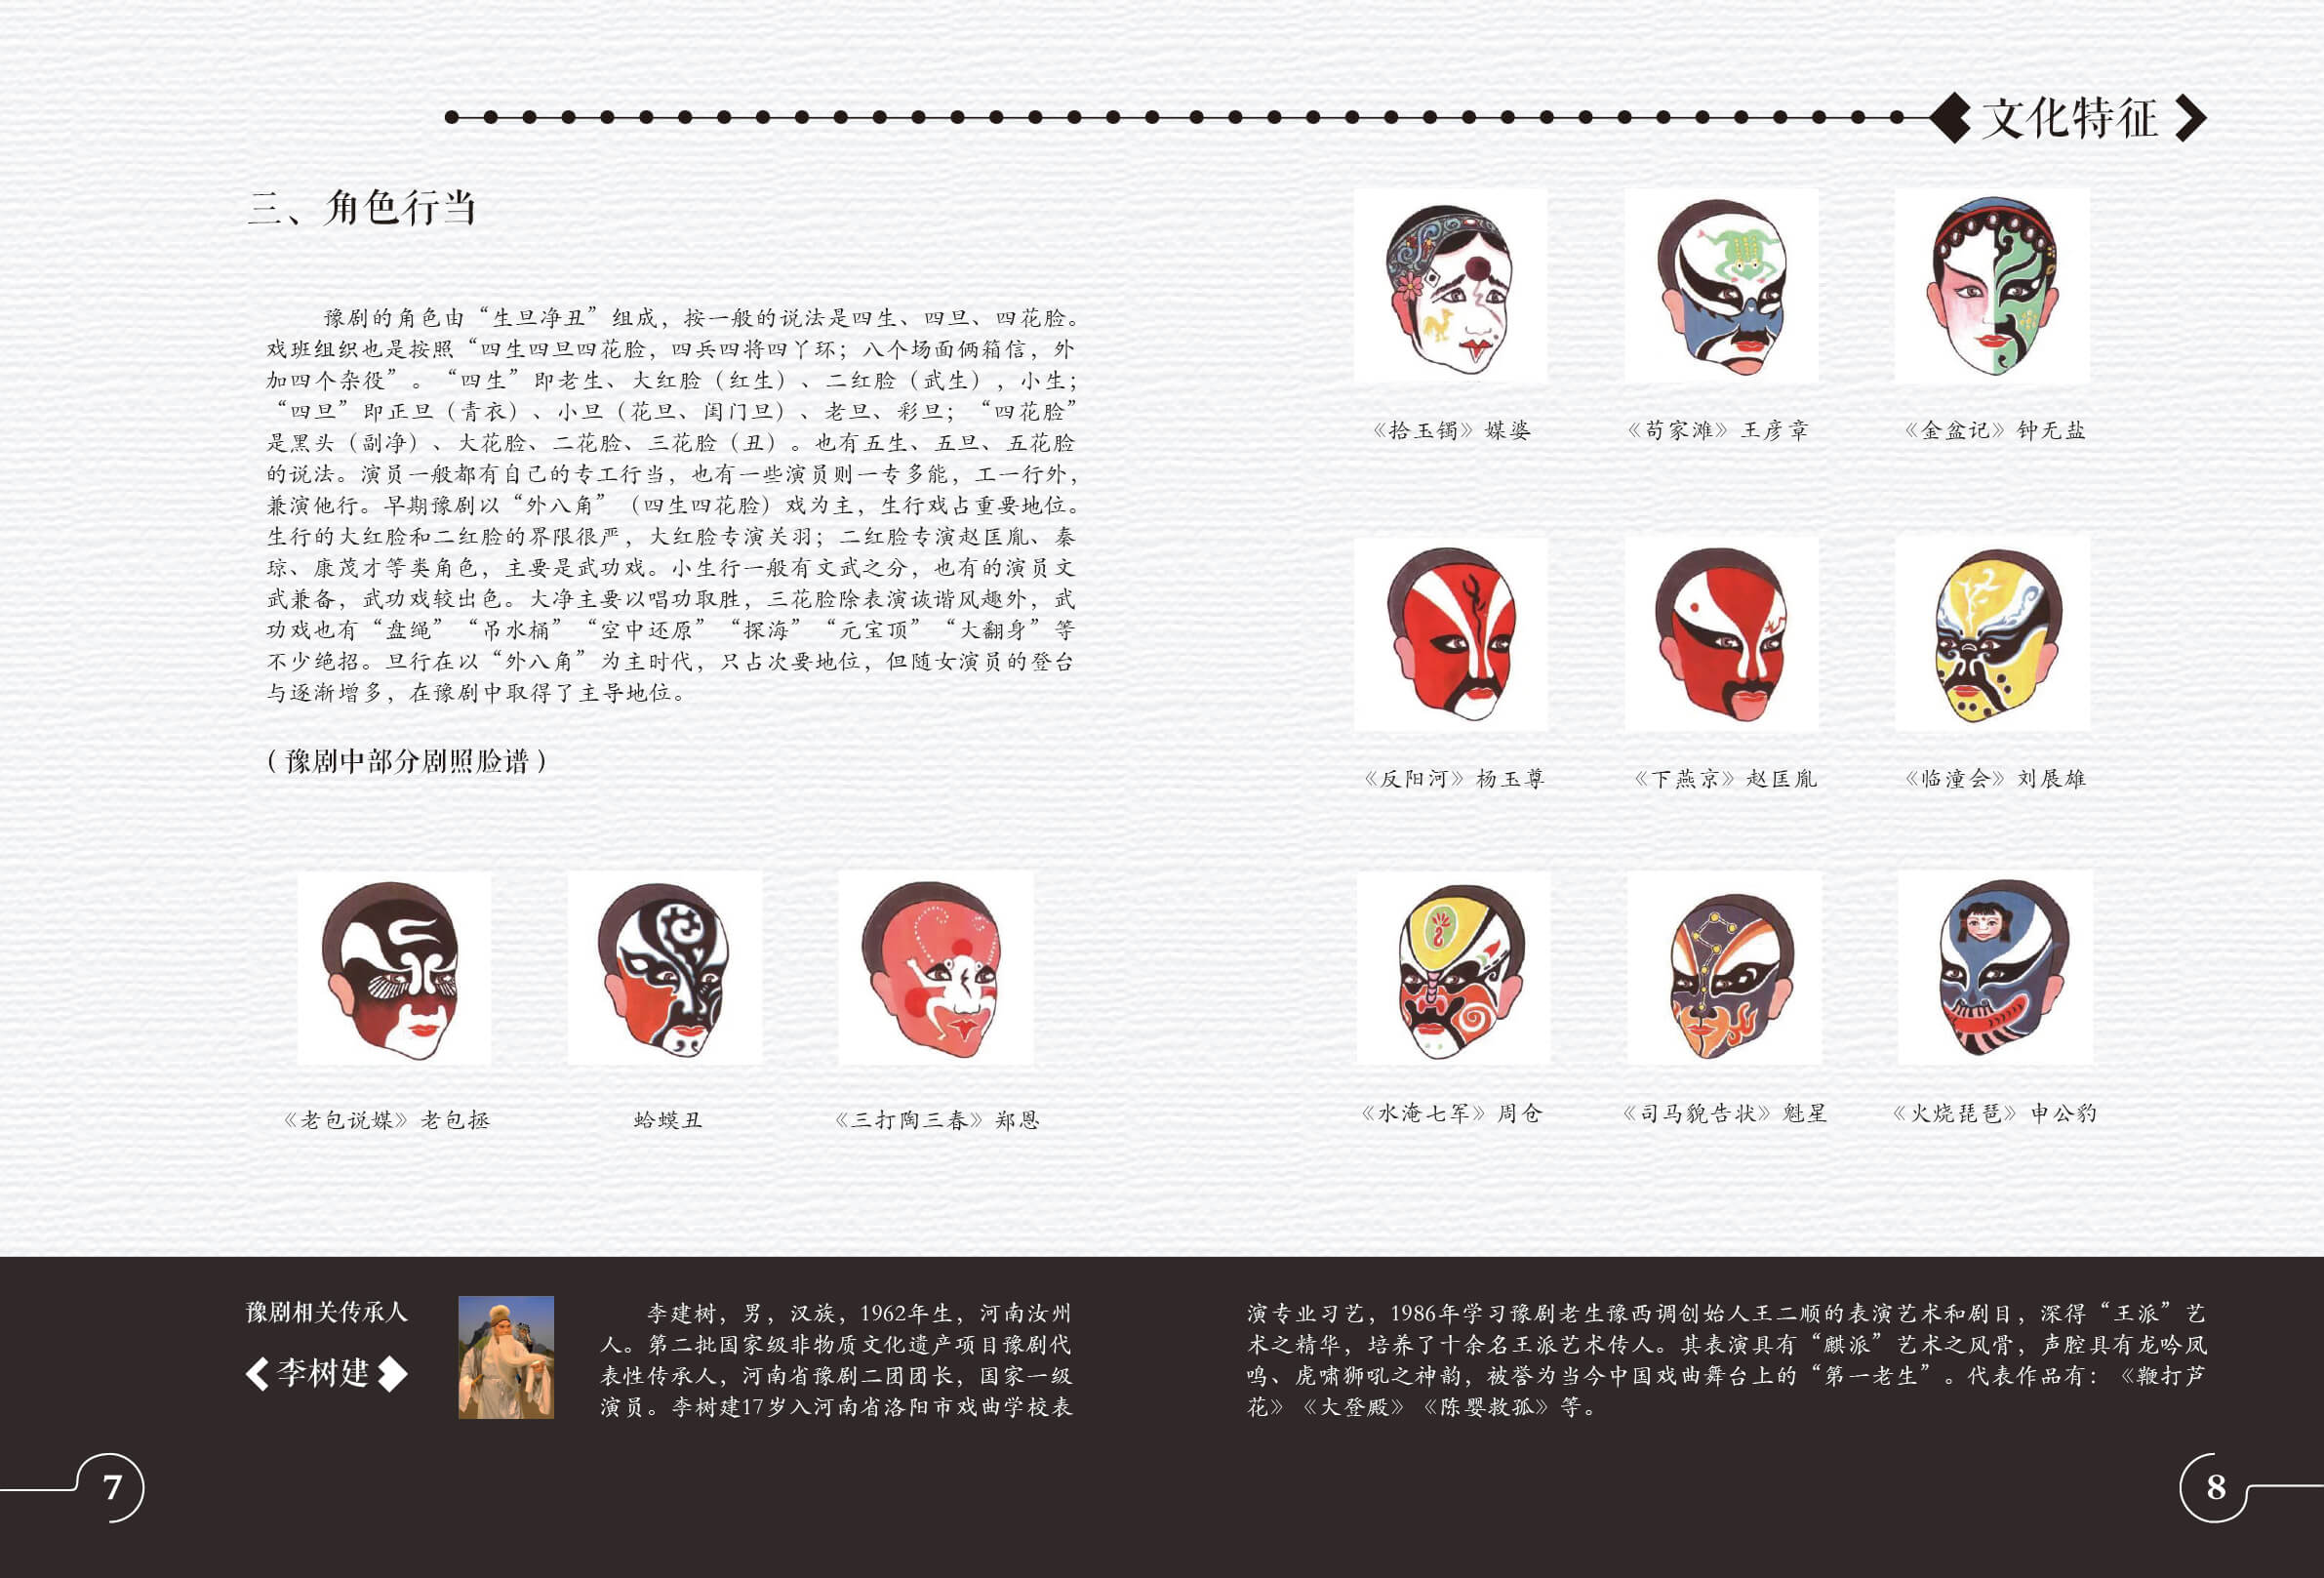 文化特征
三、角色行当
豫剧的角色由“生旦净丑”组成，按一般的说法是四生、四旦、四花脸。
戏班组织也是按照“四生四旦四花脸，四兵四将四丫环；八个场面俩箱信，外
加四个杂役”。“四生”即老生、大红脸（红生）、二红脸（武生），小生；
“四旦”即正旦（青衣）、小旦（花旦、闺门旦）、老旦、彩旦；“四花脸”
是黑头（副净）、大花脸、二花脸、三花脸（丑）。也有五生、五旦、五花脸
的说法。演员一般都有自己的专工行当，也有一些演员则一专多能，工一行外，
兼演他行。早期豫剧以“外八角”（四生四花脸）戏为主，生行戏占重要地位。
生行的大红脸和二红脸的界限很严，大红脸专演关羽；二红脸专演赵匡胤、秦
琼、康茂才等类角色，主要是武功戏。小生行一般有文武之分，也有的演员文
武兼备，武功戏较出色。大净主要以唱功取胜，三花脸除表演诙谐风趣外，武
功戏也有“盘绳”“吊水桶”“空中还原”“探海”“元宝顶”“大翻身”等
不少绝招。旦行在以“外八角”为主时代，只占次要地位，但随女演员的登台
与逐渐增多，在豫剧中取得了主导地位。
（豫剧中部分剧照脸谱）
《老包说媒》老包拯
蛤蟆丑
《三打陶三春》郑恩
《拾玉镯》媒婆
《苟家滩》王彦章
《金盆记》钟无盐
《反阳河》杨玉尊
《下燕京》赵匡胤
《临潼会》刘展雄
《水淹七军》周仓
《司马貌告状》魁星
《火烧琵琶》申公豹
豫剧相关传承人
李树建
李建树，男，汉族，1962年生，河南汝州
人。第二批国家级非物质文化遗产项目豫剧代
表性传承人，河南省豫剧二团团长，国家一级
演员。李树建17岁入河南省洛阳市戏曲学校表
演专业习艺，1986年学习豫剧老生豫西调创始人王二顺的表演艺术和剧目，深得“王派”艺
术之精华，培养了十余名王派艺术传人。其表演具有“麒派”艺术之风骨，声腔具有龙吟凤
鸣、虎啸狮吼之神韵，被誉为当今中国戏曲舞台上的“第一老生”。代表作品有：《鞭打芦
花》《大登殿》《陈婴救孤》等。
7
8